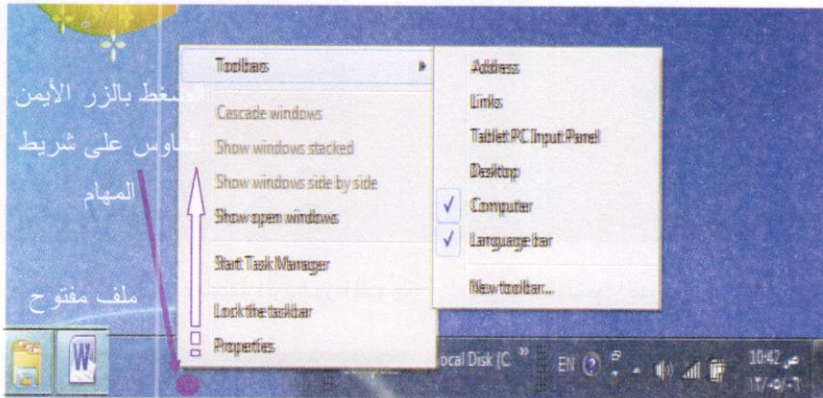 الضغط بالزر الأيمن
للماوس على شريط
المهام
ملف مفتوح
Toolbars
Cascade windows
Show windows stacked
Show windows side by side
Show open windows
Start Task Manager
Lock the taskbar
Properties
Address
Links
Tablet PC Input Panel
Desktop
Computer
Language bar
New toolbar...
W
ocal Disk (C
»
EN
10:42 ص